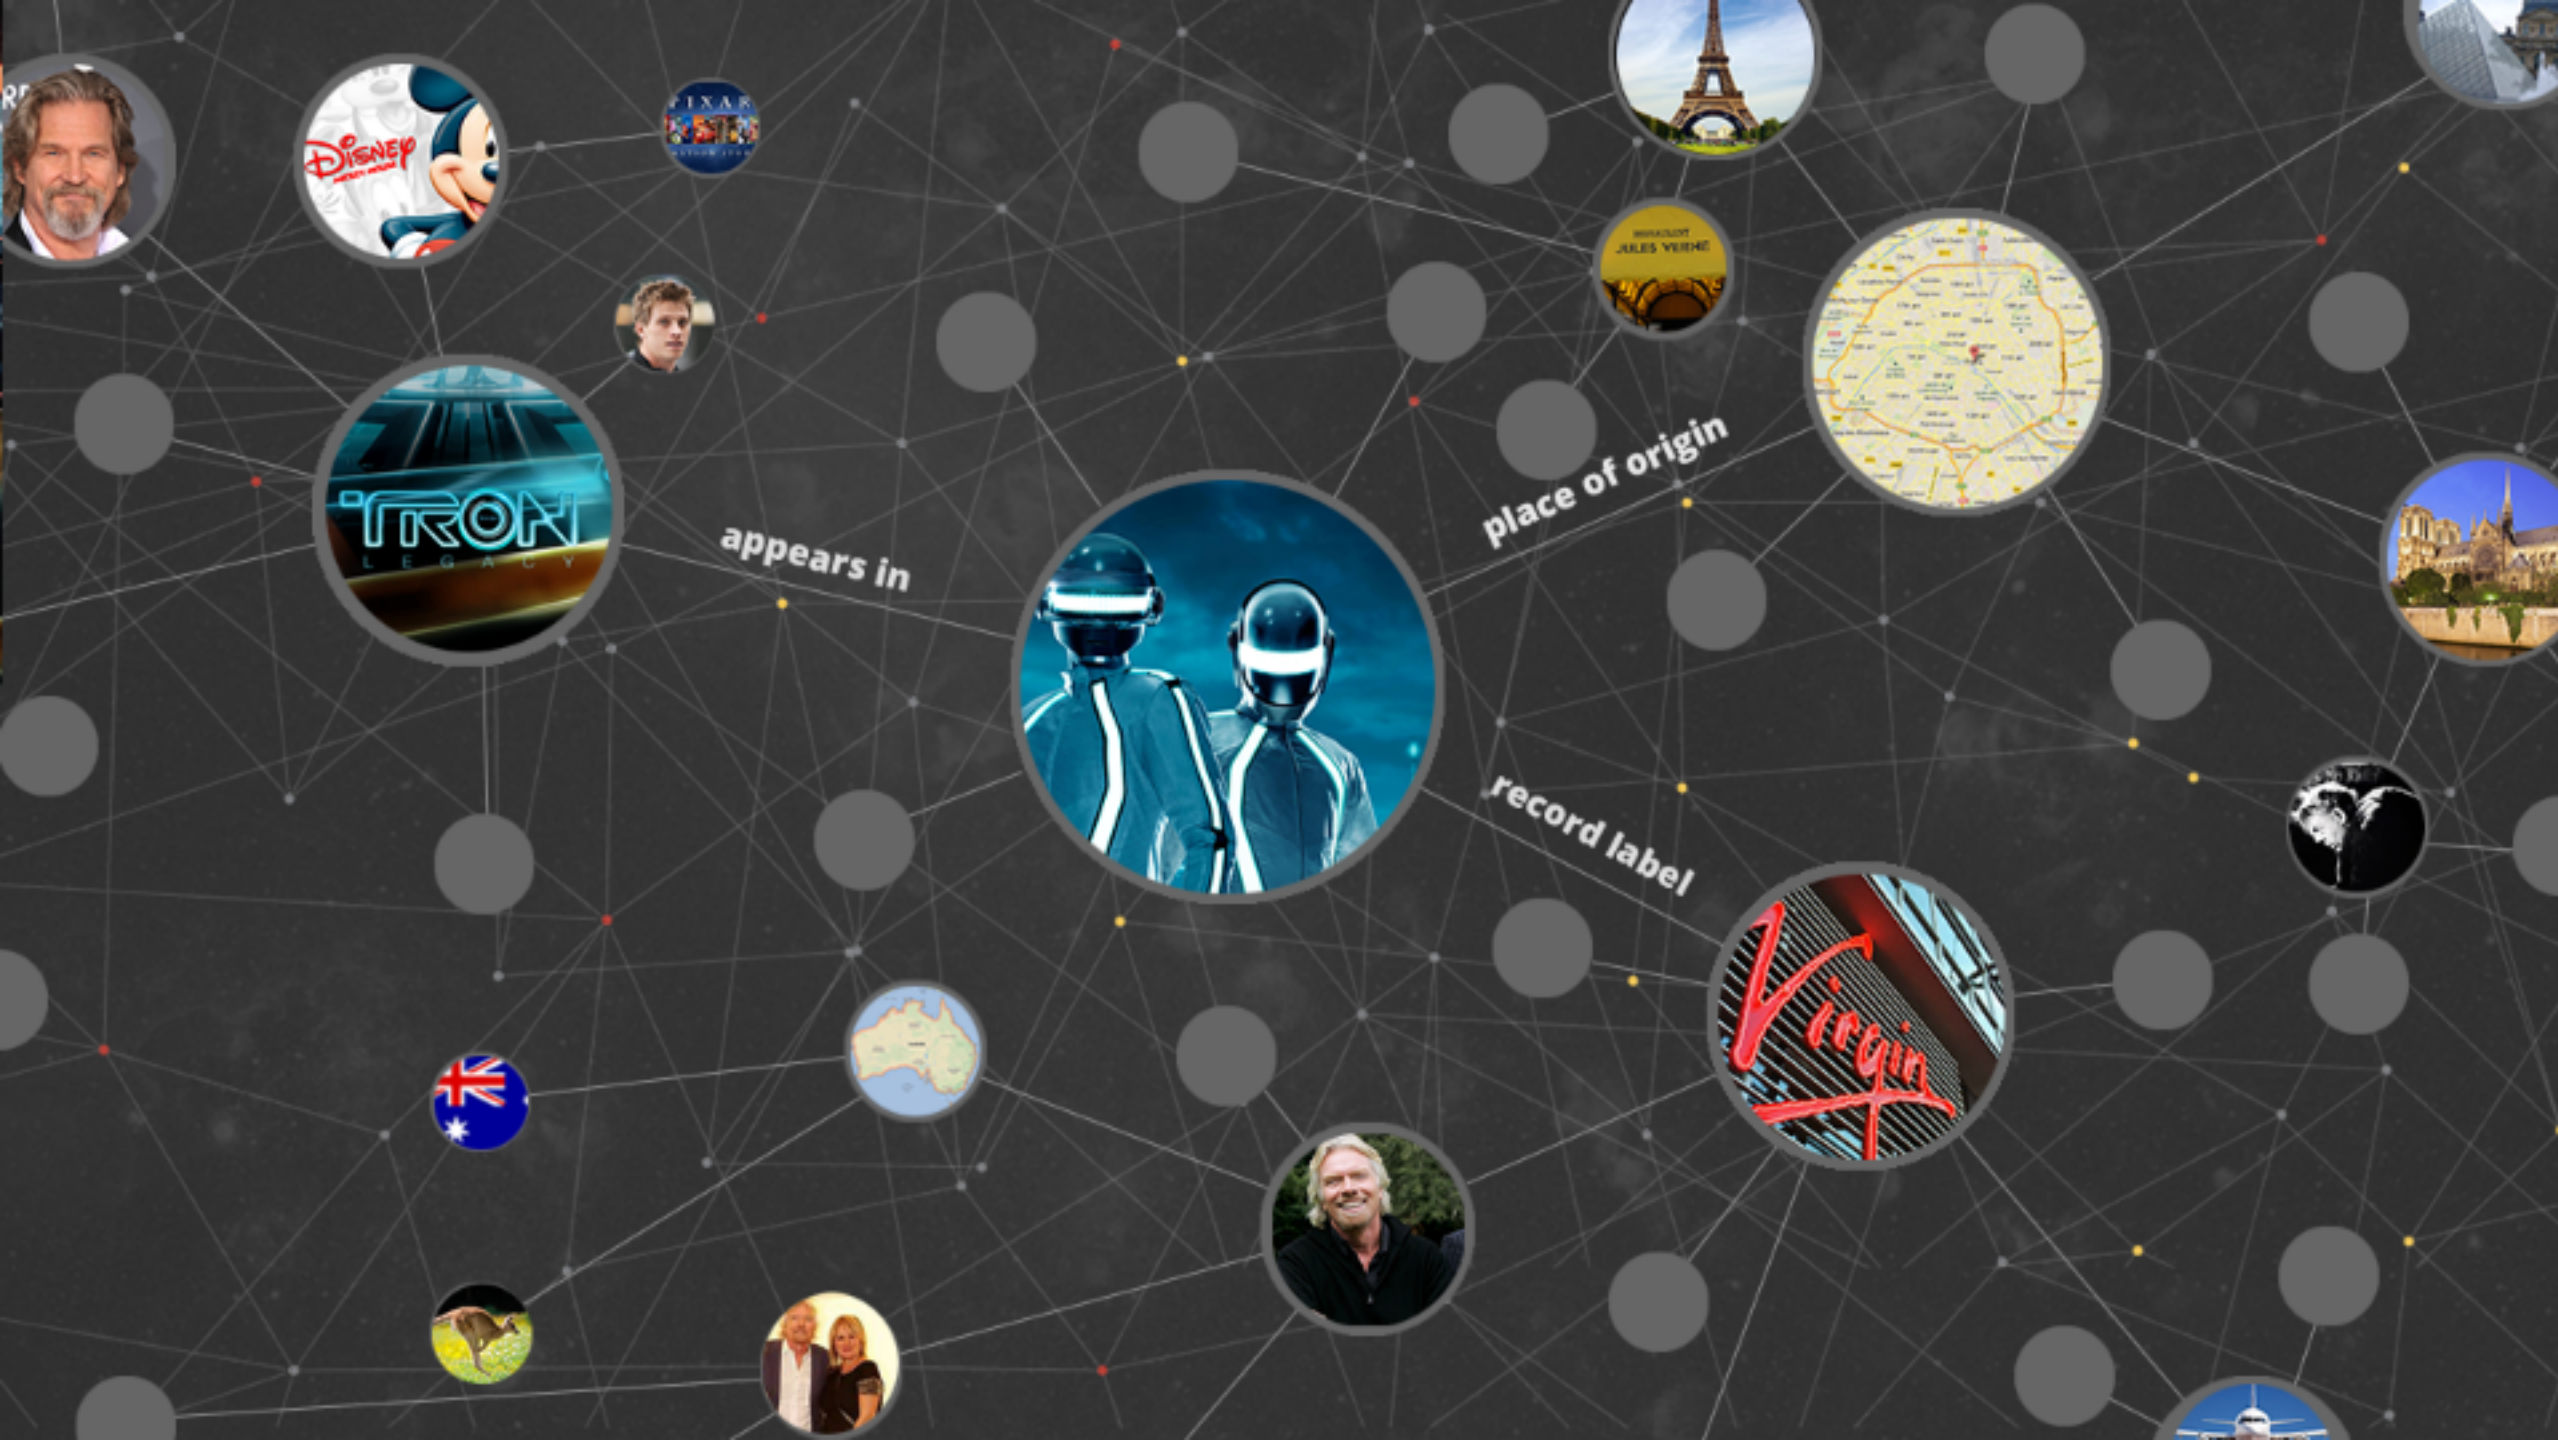 DISNEY
PIXAR
JULES VERNE
TRON
LEGACY
appears in
place of origin
record label
Virgin